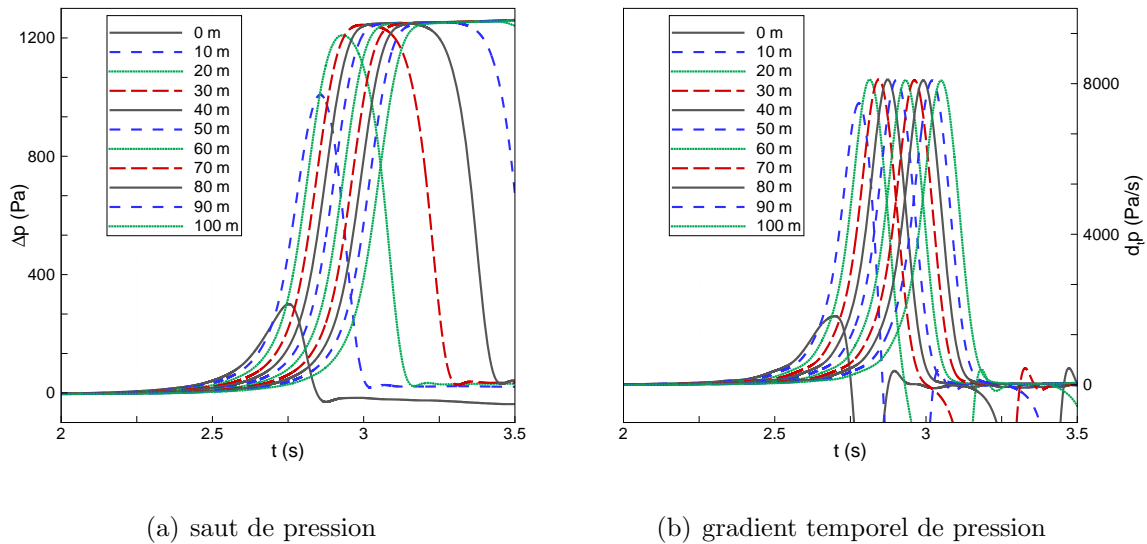 1200
800
400
0
Δp (Pa)
0 m
10 m
20 m
30 m
40 m
50 m
60 m
70 m
80 m
90 m
100 m
2
2.5
3
3.5
t (s)
(a) saut de pression
0 m
10 m
20 m
30 m
40 m
50 m
60 m
70 m
80 m
90 m
100 m
8000
4000
0
dtp (Pa/s)
2
2.5
3
3.5
t (s)
(b) gradient temporel de pression